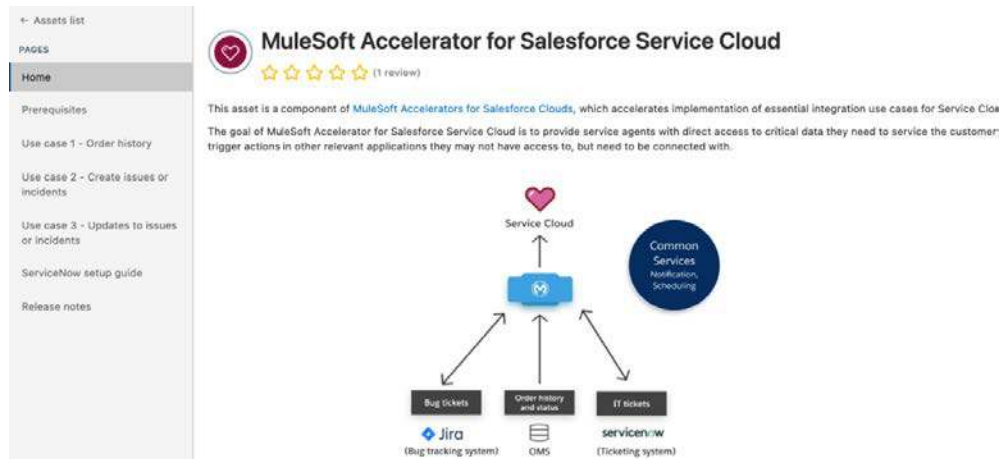 ← Assets list
PAGES
Home
Prerequisites
Use case 1 - Order history
Use case 2 - Create issues or
incidents
Use case 3 - Updates to issues
or incidents
ServiceNow setup guide
Release notes
MuleSoft Accelerator for Salesforce Service Cloud
(1 review)
This asset is a component of MuleSoft Accelerators for Salesforce Clouds, which accelerates implementation of essential integration use cases for Service
The goal of MuleSoft Accelerator for Salesforce Service Cloud is to provide service agents with direct access to critical data they need to service the customer
trigger actions in other relevant applications they may not have access to, but need to be connected with.
Service Cloud
Common
Services
Notification,
Scheduling
Bug tickets
Order history
and status
IT tickets
Jira
servicenow
(Bug tracking system)
OMS
(Ticketing system)